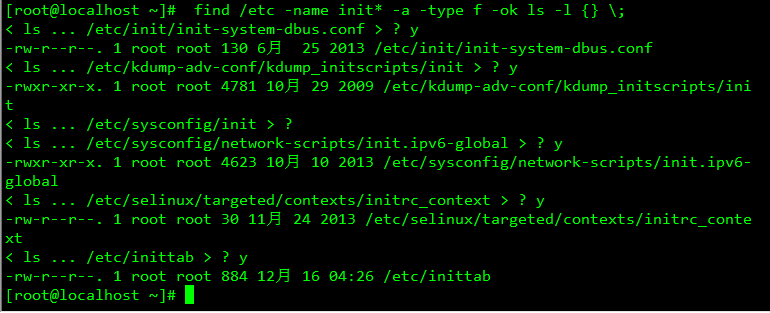 [root@localhost ~]#  find /etc -name init* -a -type f -ok ls -l {} \;
< ls ... /etc/init/init-system-dbus.conf > ? y
-rw-r--r--. 1 root root 130 6月  25 2013 /etc/init/init-system-dbus.conf
< ls ... /etc/kdump-adv-conf/kdump_initscripts/init > ? y
-rwxr-xr-x. 1 root root 4781 10月 29 2009 /etc/kdump-adv-conf/kdump_initscripts/ini
t
< ls ... /etc/sysconfig/init > ?
< ls ... /etc/sysconfig/network-scripts/init.ipv6-global > ? y
-rwxr-xr-x. 1 root root 4623 10月 10 2013 /etc/sysconfig/network-scripts/init.ipv6-
global
< ls ... /etc/selinux/targeted/contexts/initrc_context > ? y
-rw-r--r--. 1 root root 30 11月 24 2013 /etc/selinux/targeted/contexts/initrc_conte
xt
< ls ... /etc/inittab > ? y
-rw-r--r--. 1 root root 884 12月 16 04:26 /etc/inittab
[root@localhost ~]#